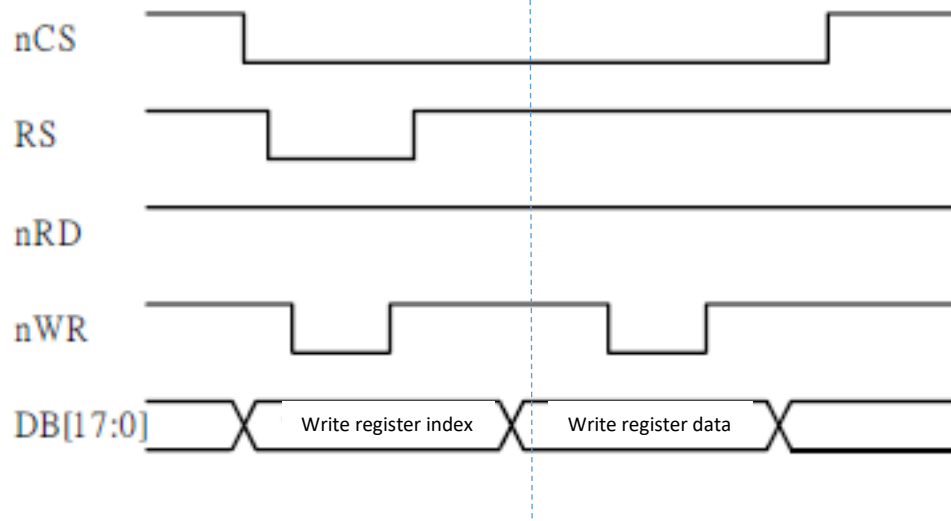 nCS
RS
nRD
nWR
DB[17:0] Write register index Write register data